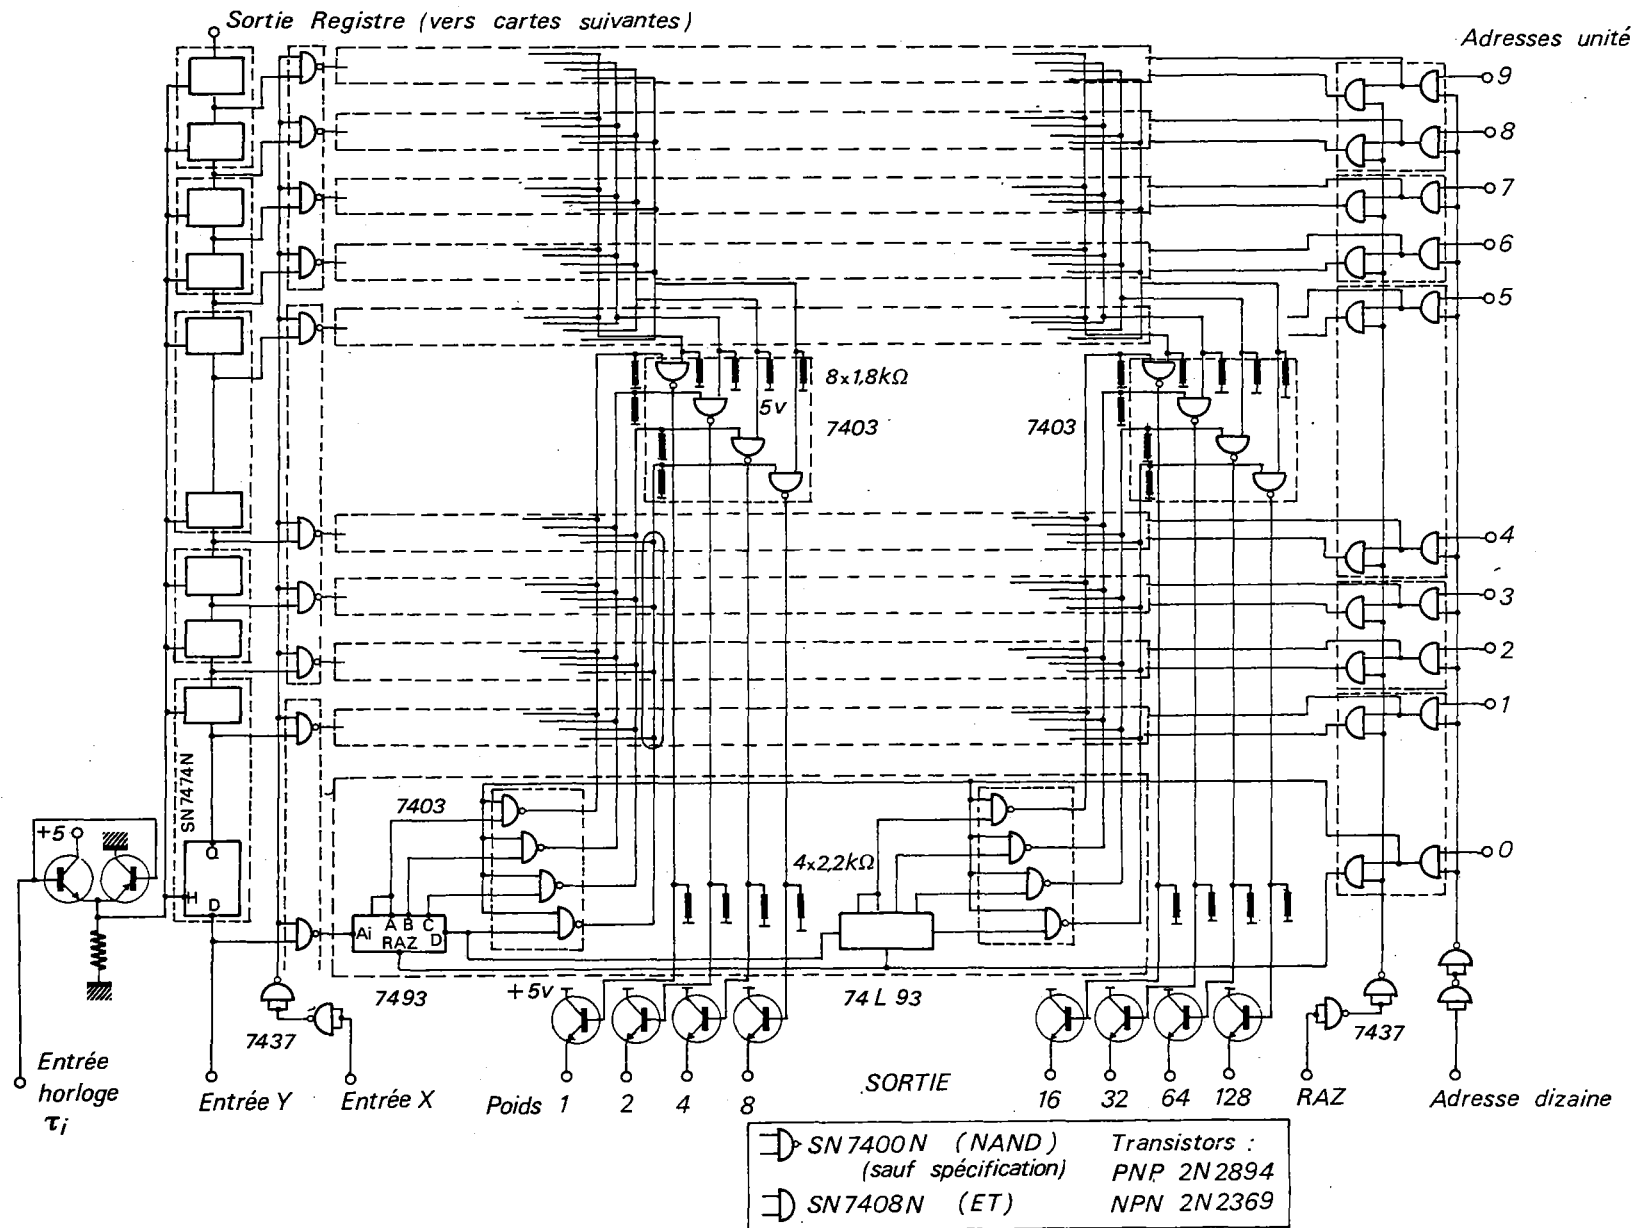 Sortie Registre (vers cartes suivantes)
Adresses unité
9
8
7
6
5
8x1,8kΩ
5v
7403
7403
4
3
2
1
SN7474N
7403
+5
Q
D
4x2,2kΩ
0
Ai
A B C
D
RAZ
7493
+5v
74L93
7437
7437
Entrée
horloge
τi
Entrée Y
Entrée X
Poids 1
2
4
8
SORTIE
16
32
64
128
RAZ
Adresse dizaine
SN7400N (NAND)
(sauf spécification)
SN7408N (ET)
Transistors :
PNP 2N2894
NPN 2N2369